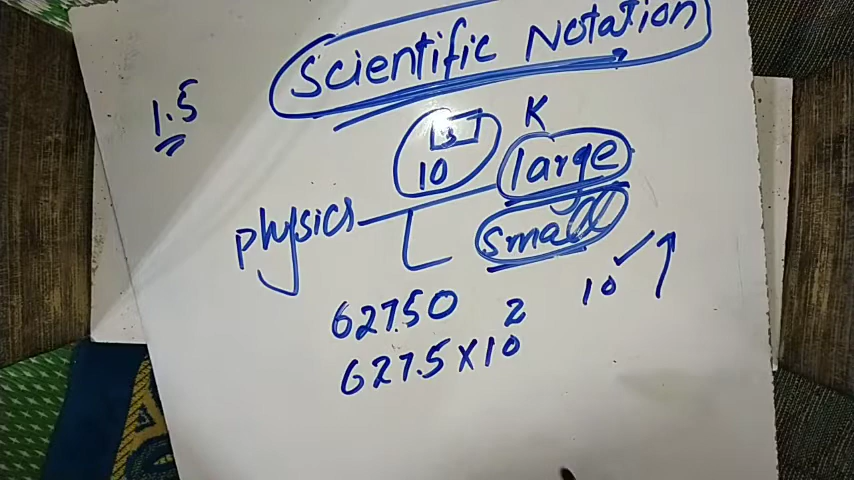 Scientific Notation
1.5
K
10
large
physics
small
62750
10
2
627.5×10